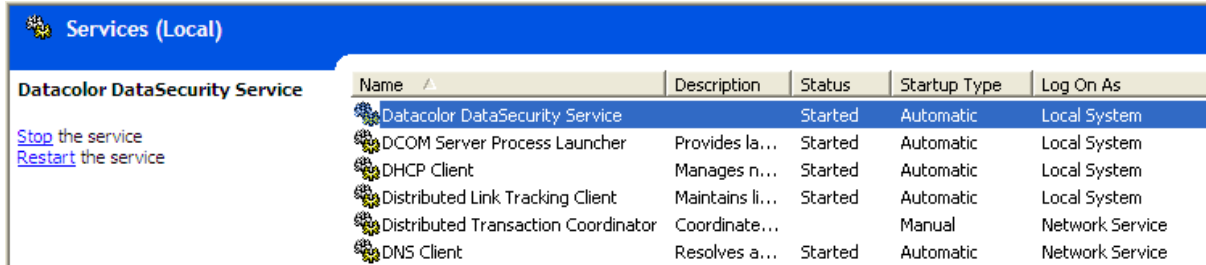 Services (Local)
Datacolor DataSecurity Service
Stop the service
Restart the service
Name Description Status Startup Type Log On As
Datacolor DataSecurity Service Started Automatic Local System
DCOM Server Process Launcher Provides la... Started Automatic Local System
DHCP Client Manages n... Started Automatic Local System
Distributed Link Tracking Client Maintains li... Started Automatic Local System
Distributed Transaction Coordinator Coordinate... Manual Network Service
DNS Client Resolves a... Started Automatic Network Service